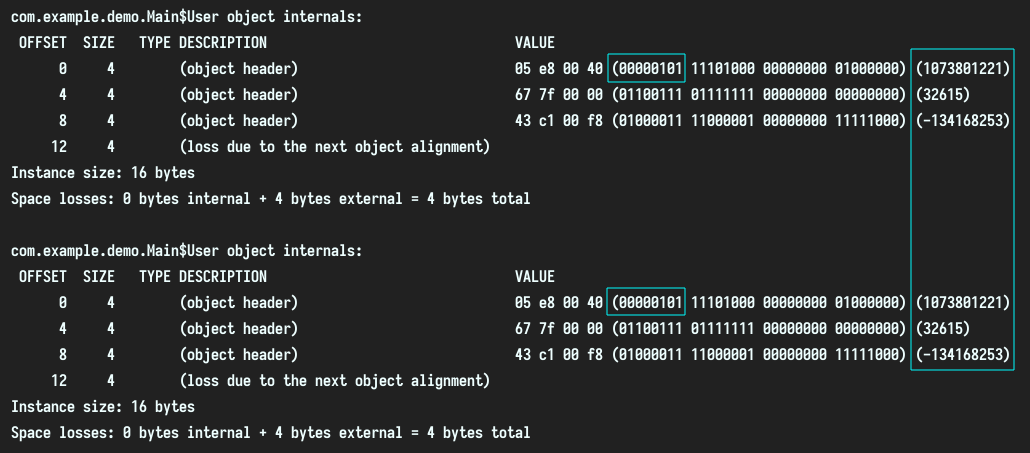 com.example.demo.Main$User object internals:
OFFSET SIZE TYPE DESCRIPTION VALUE
0 4 (object header) 05 e8 00 40 (00000101 11101000 00000000 01000000) (1073801221)
4 4 (object header) 67 7f 00 00 (01100111 01111111 00000000 00000000) (32615)
8 4 (object header) 43 c1 00 f8 (01000011 11000001 00000000 11111000) (-134168253)
12 4 (loss due to the next object alignment)
Instance size: 16 bytes
Space losses: 0 bytes internal + 4 bytes external = 4 bytes total
com.example.demo.Main$User object internals:
OFFSET SIZE TYPE DESCRIPTION VALUE
0 4 (object header) 05 e8 00 40 (00000101 11101000 00000000 01000000) (1073801221)
4 4 (object header) 67 7f 00 00 (01100111 01111111 00000000 00000000) (32615)
8 4 (object header) 43 c1 00 f8 (01000011 11000001 00000000 11111000) (-134168253)
12 4 (loss due to the next object alignment)
Instance size: 16 bytes
Space losses: 0 bytes internal + 4 bytes external = 4 bytes total